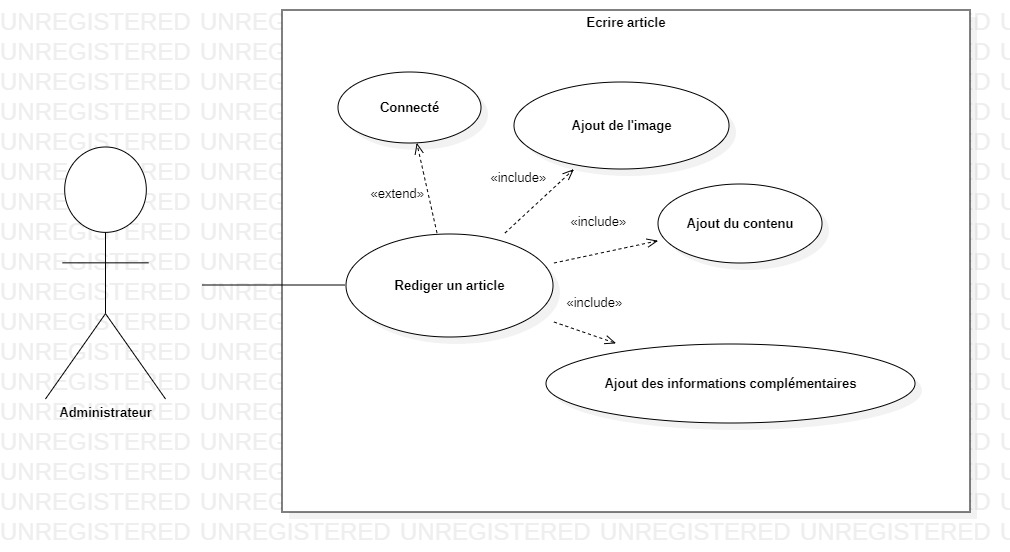 Ecrire article
Connecté
Ajout de l'image
«include»
«extend»
«include»
Ajout du contenu
Rediger un article
«include»
Ajout des informations complémentaires
Administrateur
UNREGISTERED UNREGISTERED UNREGISTERED UNREGISTERED UNREGISTERED